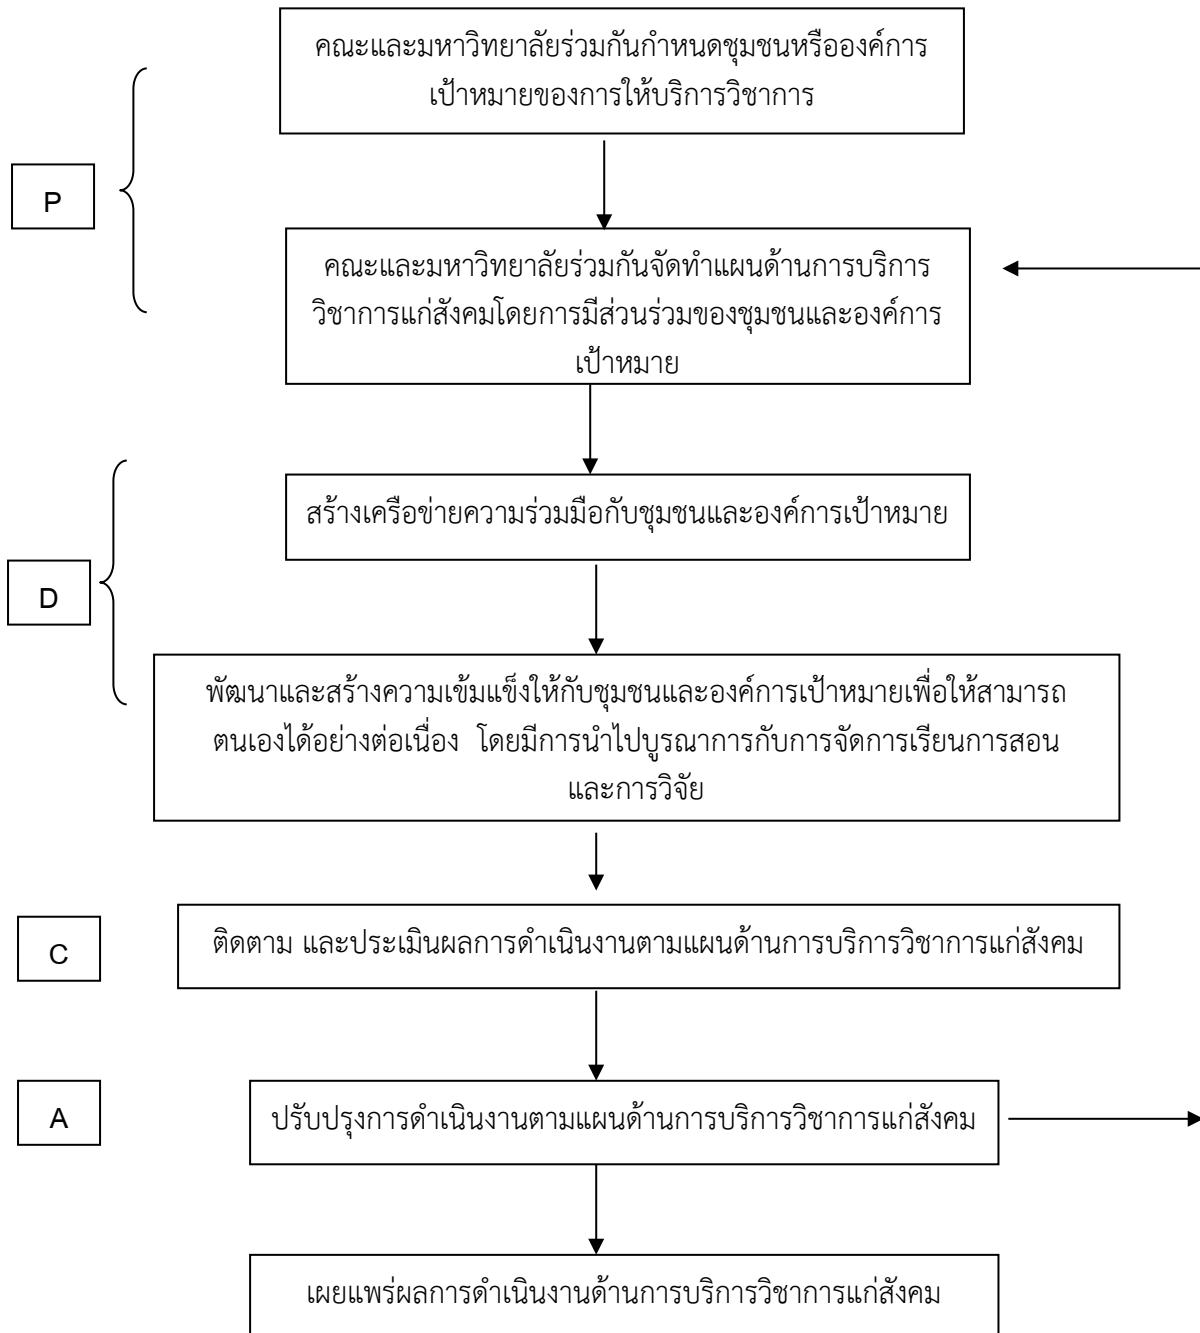 คณะและมหาวิทยาลัยร่วมกันกำหนดชุมชนหรือองค์การ
เป้าหมายของการให้บริการวิชาการ
P
คณะและมหาวิทยาลัยร่วมกันจัดทำแผนด้านการบริการ
วิชาการแก่สังคมโดยการมีส่วนร่วมของชุมชนและองค์การ
เป้าหมาย
สร้างเครือข่ายความร่วมมือกับชุมชนและองค์การเป้าหมาย
D
พัฒนาและสร้างความเข้มแข็งให้กับชุมชนและองค์การเป้าหมายเพื่อให้สามารถ
ตนเองได้อย่างต่อเนื่อง โดยมีการนำไปบูรณาการกับการจัดการเรียนการสอน
และการวิจัย
C
ติดตาม และประเมินผลการดำเนินงานตามแผนด้านการบริการวิชาการแก่สังคม
A
ปรับปรุงการดำเนินงานตามแผนด้านการบริการวิชาการแก่สังคม
เผยแพร่ผลการดำเนินงานด้านการบริการวิชาการแก่สังคม